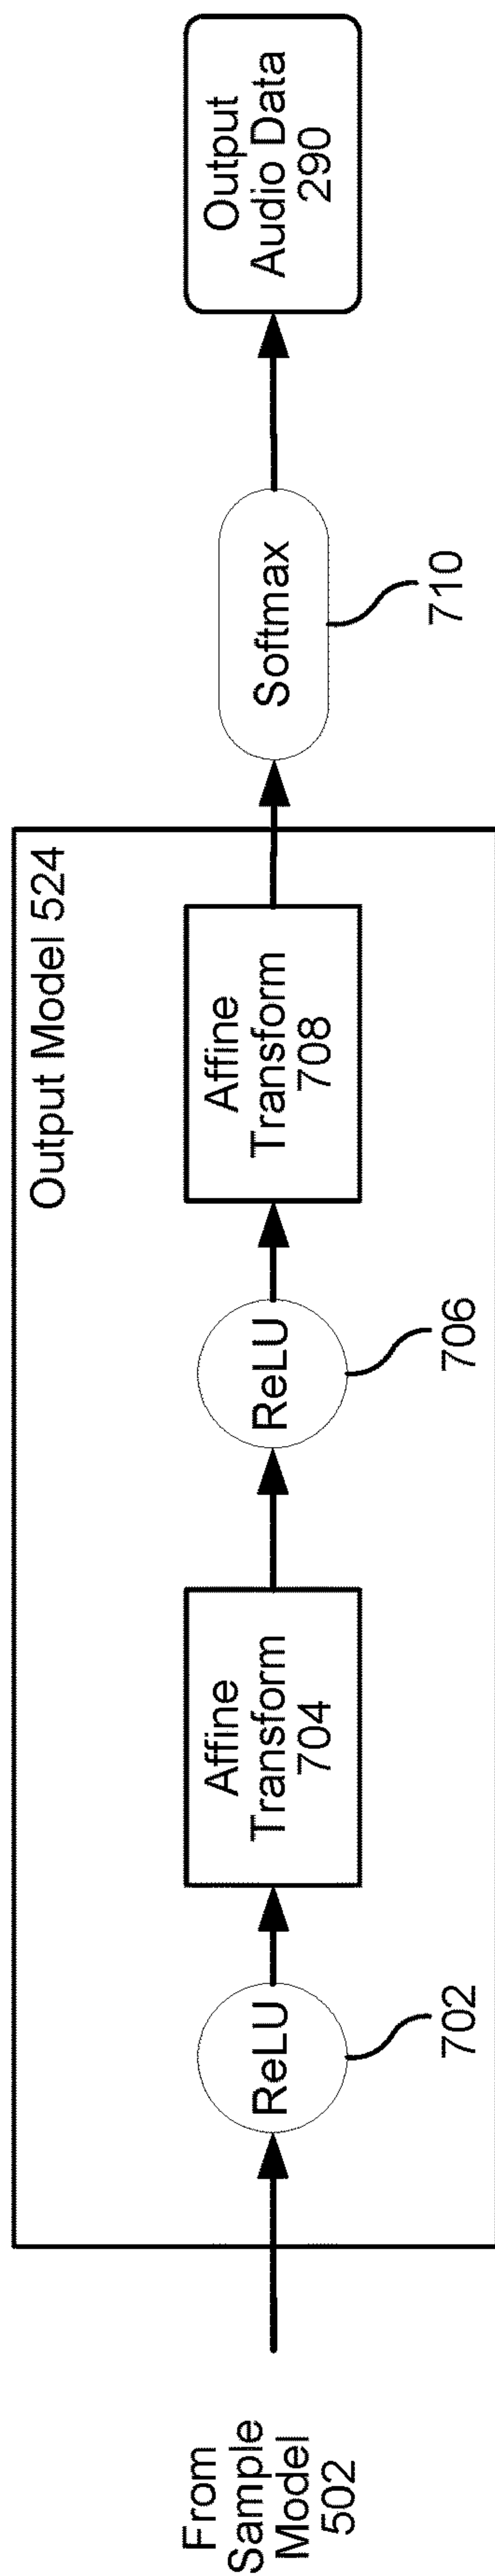 Output Model 524
From
Sample
Model
502
ReLU
702
Affine
Transform
704
ReLU
706
Affine
Transform
708
Softmax
710
Output
Audio Data
290